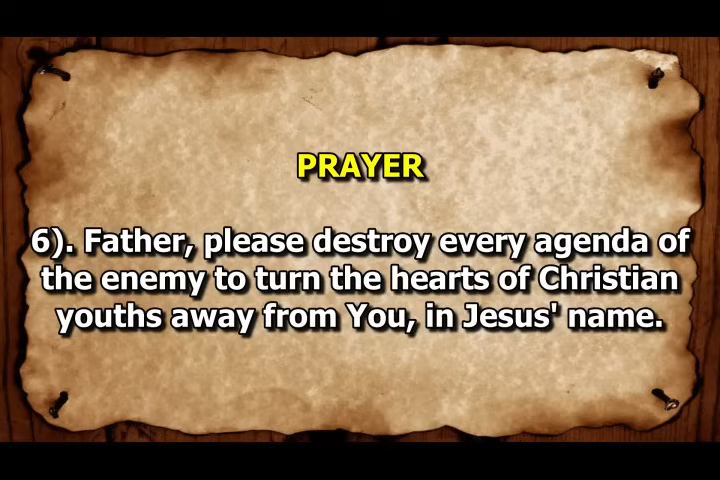 PRAYER
6). Father, please destroy every agenda of
the enemy to turn the hearts of Christian
youths away from You, in Jesus' name.